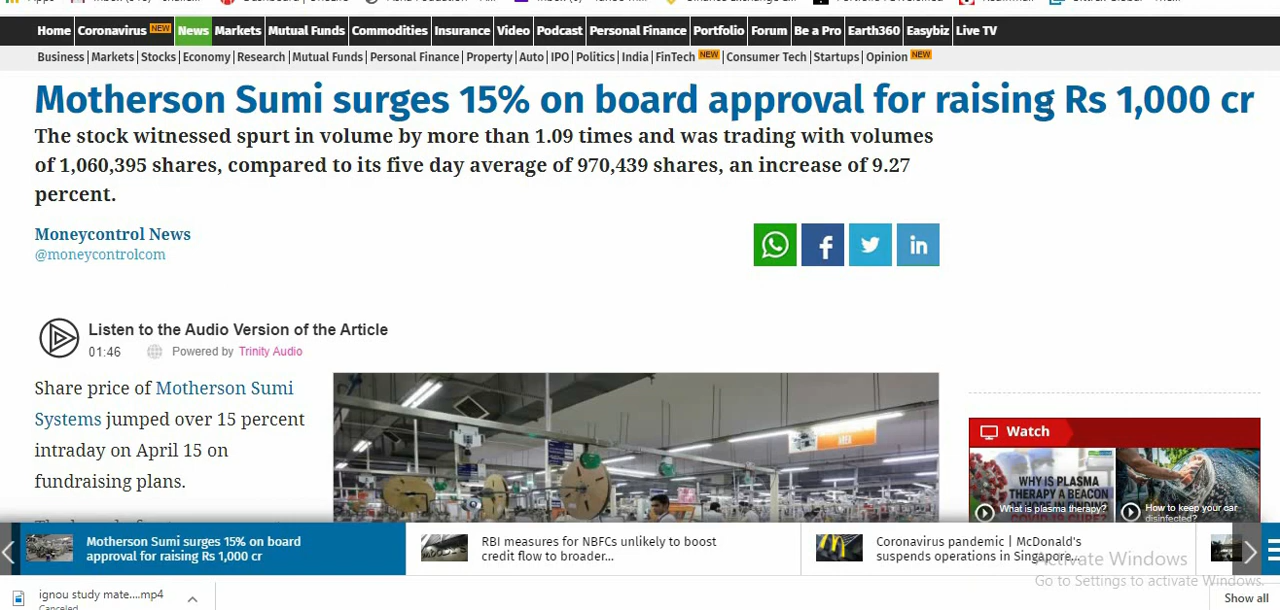 Home Coronavirus NEW News Markets Mutual Funds Commodities Insurance Video Podcast Personal Finance Portfolio Forum Be a Pro Earth360 Easybiz Live TV
Business Markets Stocks Economy Research Mutual Funds Personal Finance Property Auto IPO Politics India FinTech NEW Consumer Tech Startups Opinion NEW
Motherson Sumi surges 15% on board approval for raising Rs 1,000 cr
The stock witnessed spurt in volume by more than 1.09 times and was trading with volumes
of 1,060,395 shares, compared to its five day average of 970,439 shares, an increase of 9.27
percent.
Moneycontrol News
@moneycontrolcom
Listen to the Audio Version of the Article
01:46 Powered by Trinity Audio
Share price of Motherson Sumi
Systems jumped over 15 percent
intraday on April 15 on
fundraising plans.
AREA
Watch
WHY IS PLASMA
THERAPY A BEACON
What is plasma therapy?
How to keep your car
disinfected?
Motherson Sumi surges 15% on board
approval for raising Rs 1,000 cr
RBI measures for NBFCs unlikely to boost
credit flow to broader...
Coronavirus pandemic | McDonald's
suspends operations in Singapore...
Activate Windows
Go to Settings to activate Windows.
ignou study mate....mp4
Canceled
Show all